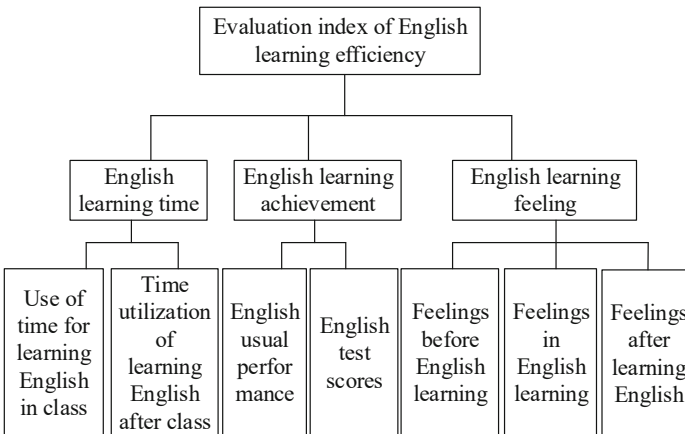 Evaluation index of English
learning efficiency
English
learning time
English learning
achievement
English learning
feeling
Use of
time for
learning
English
in class
Time
utilization
of
learning
English
after class
English
usual
perfor
mance
English
test
scores
Feelings
before
English
learning
Feelings
in
English
learning
Feelings
after
learning
English